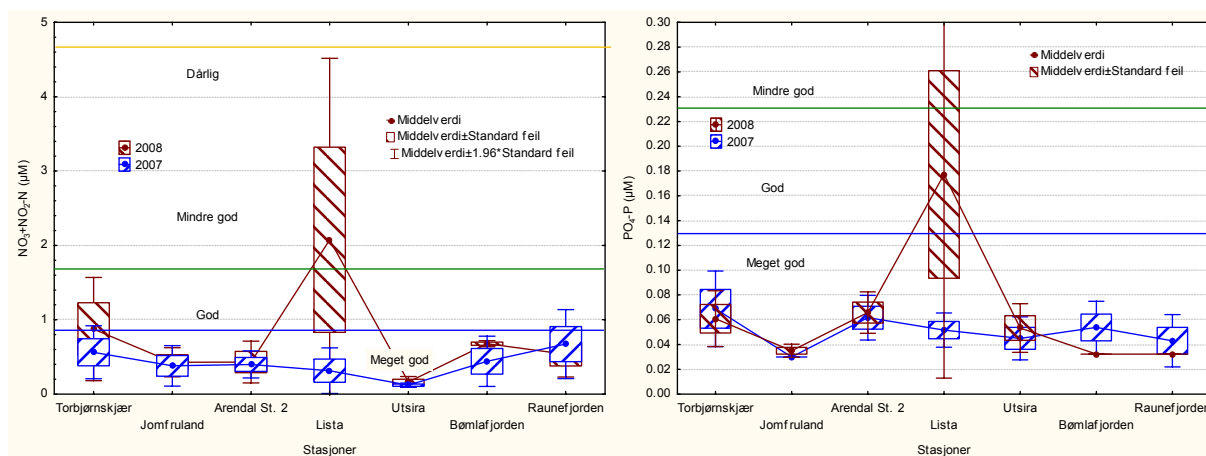 5
4
3
2
1
0
NO₃+NO₂-N (µM)
Dårlig
Mindre god
God
Meget god
2008
2007
Middelverdi
Middelverdi±Standard feil
Middelverdi±1.96*Standard feil
Torbjørnskjær
Jomfruland
Arendal St. 2
Lista
Utsira
Bømlafjorden
Raunefjorden
Stasjoner
0.30
0.28
0.26
0.24
0.22
0.20
0.18
0.16
0.14
0.12
0.10
0.08
0.06
0.04
0.02
0.00
PO₄-P (µM)
Middelverdi
Middelverdi±Standard feil
Mindre god
2008
2007
God
Meget god
Torbjørnskjær
Jomfruland
Arendal St. 2
Lista
Utsira
Bømlafjorden
Raunefjorden
Stasjoner